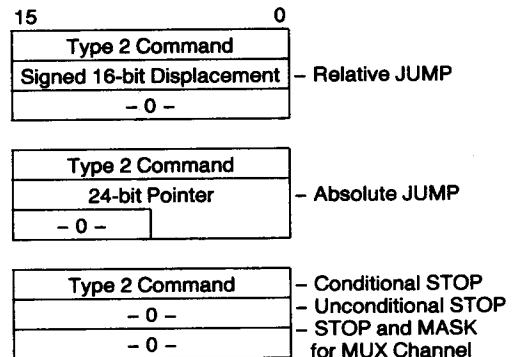 15 0
Type 2 Command
Signed 16-bit Displacement – Relative JUMP
– 0 –
Type 2 Command
24-bit Pointer – Absolute JUMP
– 0 –
Type 2 Command – Conditional STOP
– 0 – – Unconditional STOP
– 0 – – STOP and MASK
for MUX Channel